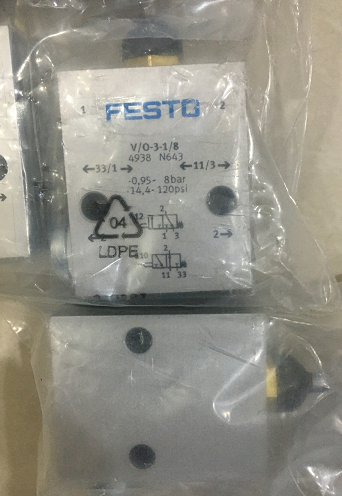 1 FESTO 2
V/O-3-1/8
4938 N643
←33/1→ ←11/3→
-0,95- 8bar
-14,4- 120psi
2
12
1 3
04
2→
LDPE
2
10
11 33